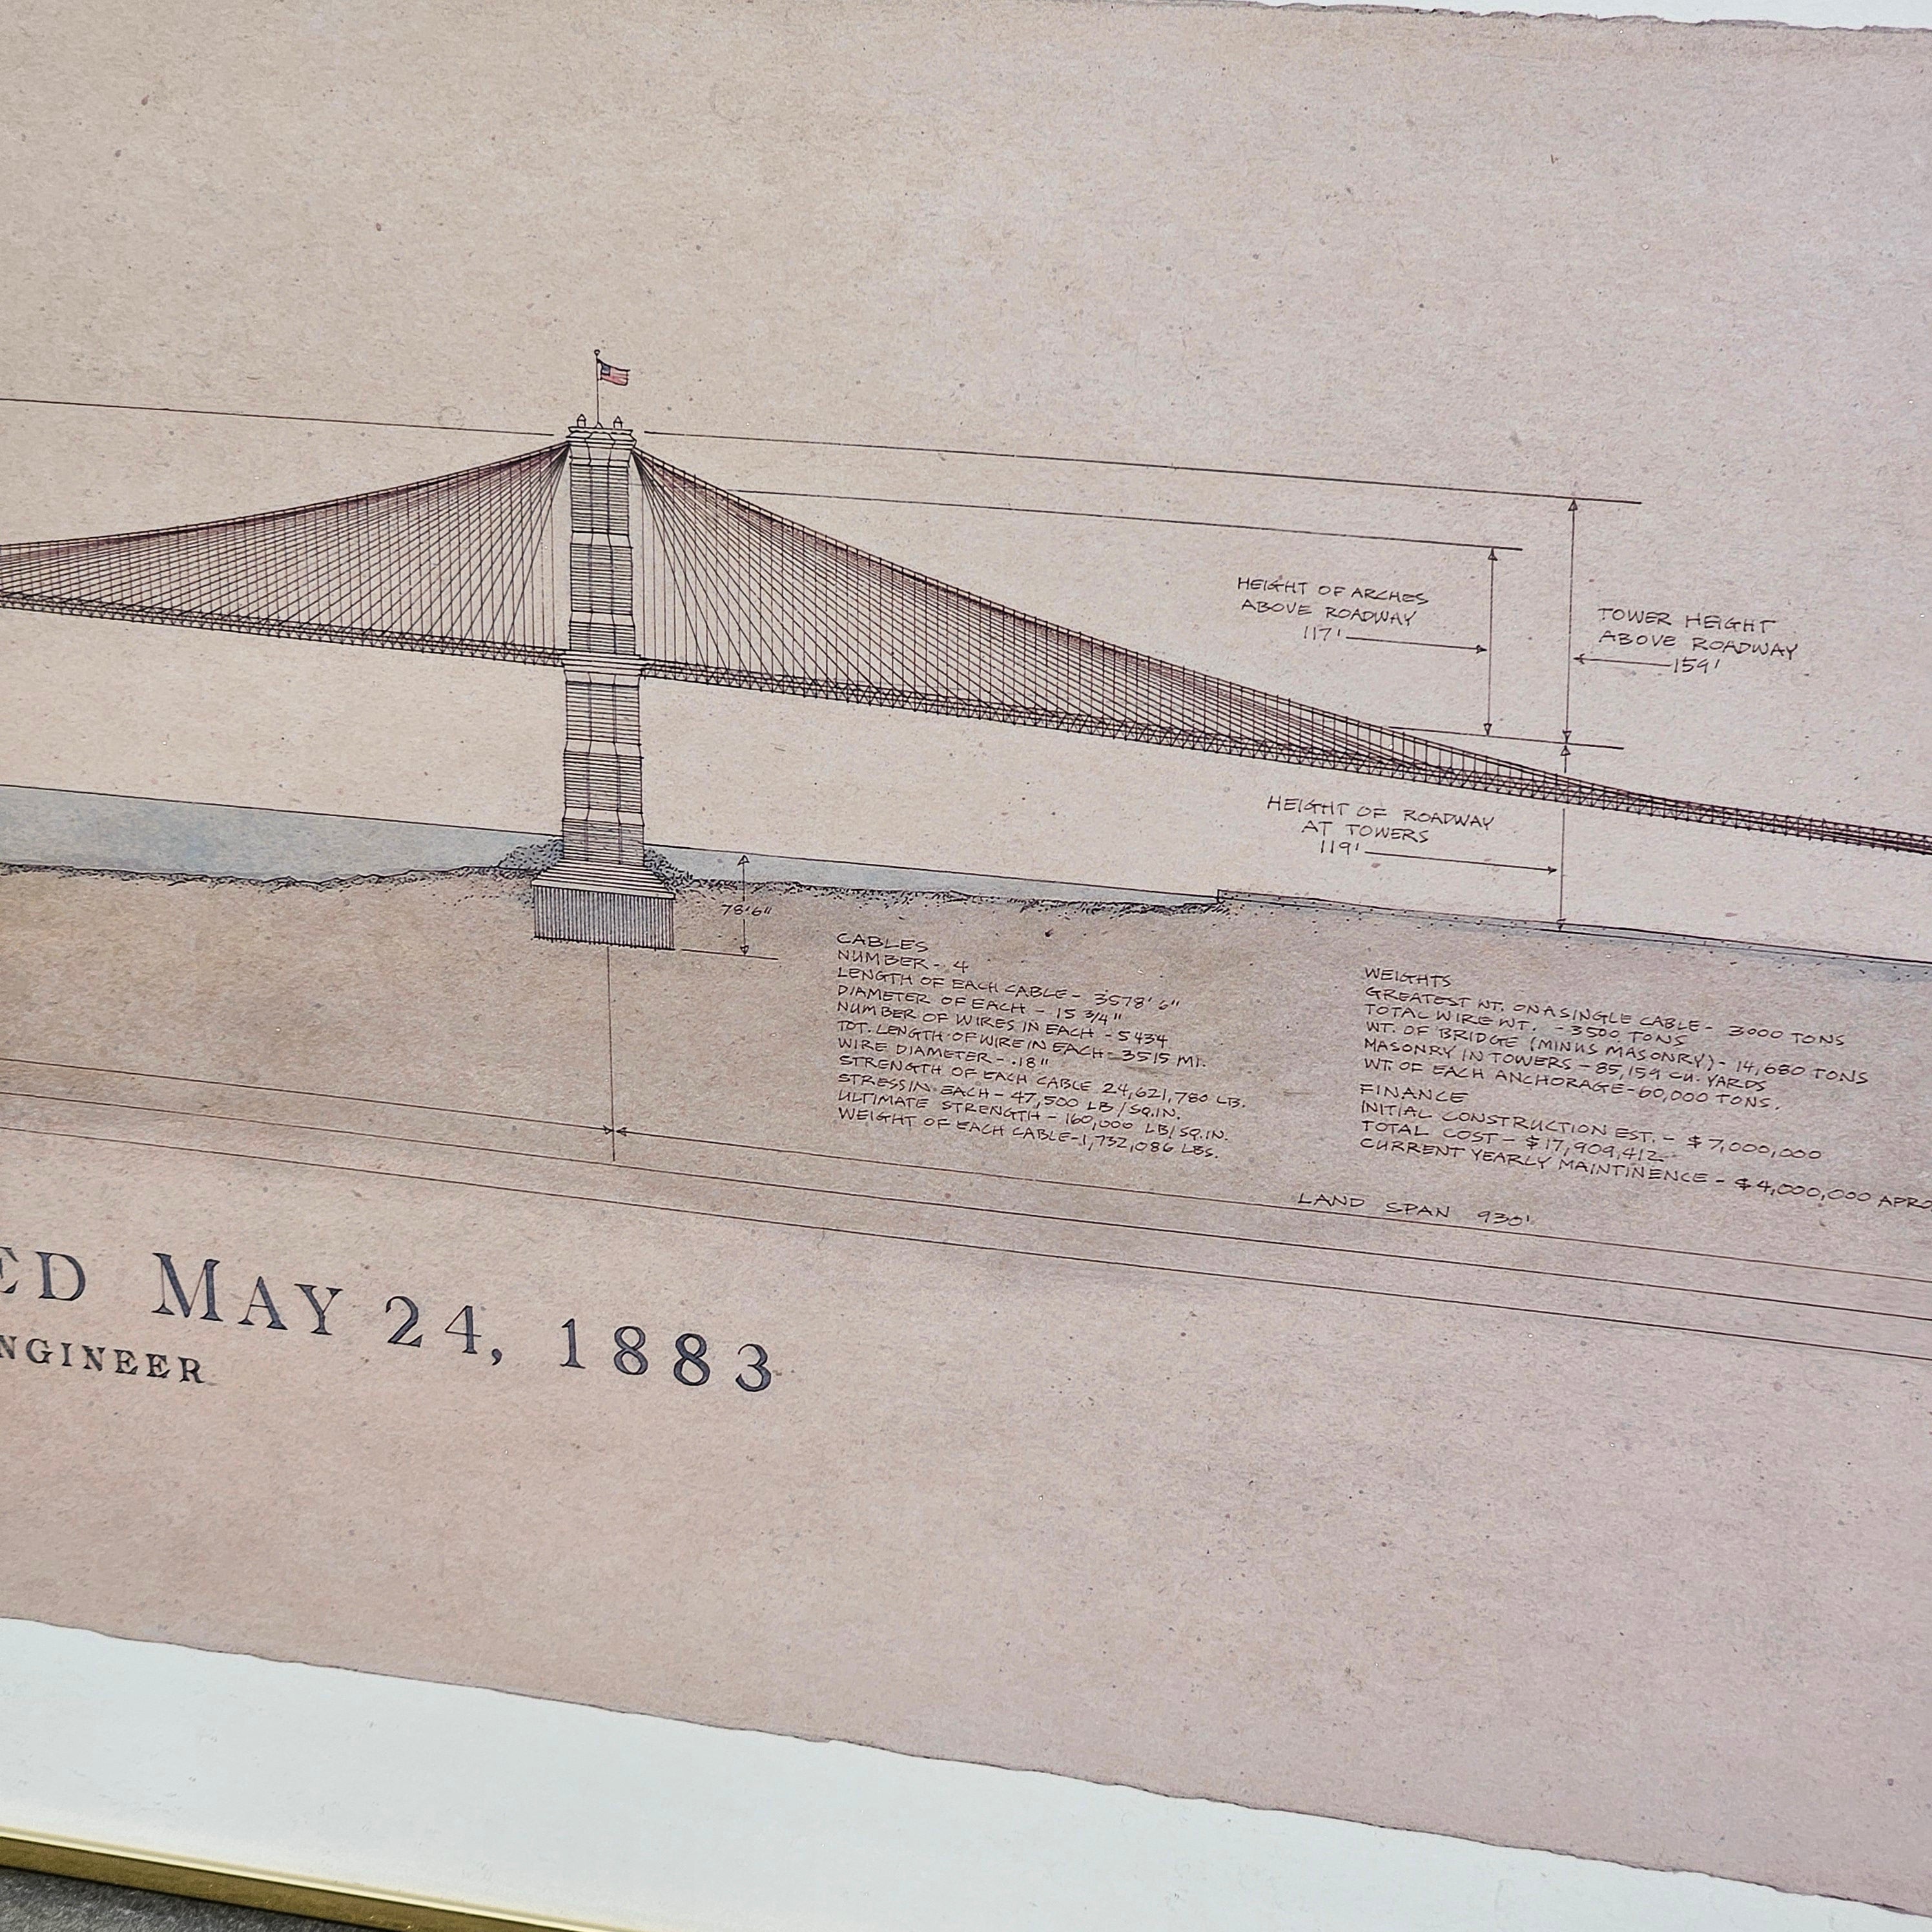 HEIGHT OF ARCHES
ABOVE ROADWAY
117'
TOWER HEIGHT
ABOVE ROADWAY
159'
HEIGHT OF ROADWAY
AT TOWERS
119'
78'6"
CABLES
NUMBER - 4
LENGTH OF EACH CABLE - 3578' 6"
DIAMETER OF EACH - 15 3/4"
NUMBER OF WIRES IN EACH - 5434
TOT. LENGTH OF WIRE IN EACH - 3515 MI.
WIRE DIAMETER - .18"
STRENGTH OF EACH CABLE 24,621,780 LB.
STRESS IN EACH - 47,500 LB/SQ.IN.
ULTIMATE STRENGTH - 160,000 LB/SQ.IN.
WEIGHT OF EACH CABLE - 1,732,086 LBS.
WEIGHTS
GREATEST WT. ON A SINGLE CABLE - 3000 TONS
TOTAL WIRE WT. - 3500 TONS
WT. OF BRIDGE (MINUS MASONRY) - 14,680 TONS
MASONRY IN TOWERS - 85,159 CU. YARDS
WT. OF EACH ANCHORAGE - 60,000 TONS.
FINANCE
INITIAL CONSTRUCTION EST. - $7,000,000
TOTAL COST - $17,909,412
CURRENT YEARLY MAINTINENCE - $4,000,000 APRO
LAND SPAN 930'
ED MAY 24, 1883
NGINEER